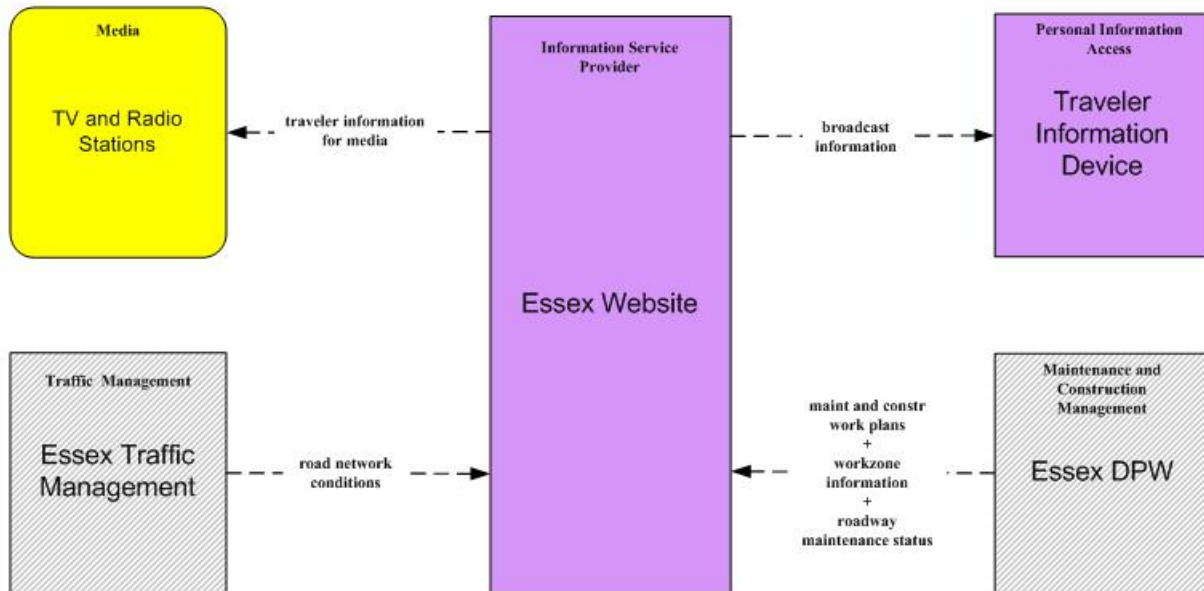 Media
TV and Radio
Stations
traveler information
for media
Information Service
Provider
Essex Website
broadcast
information
Personal Information
Access
Traveler
Information
Device
Traffic Management
Essex Traffic
Management
road network
conditions
maint and constr
work plans
+
workzone
information
+
roadway
maintenance status
Maintenance and
Construction
Management
Essex DPW